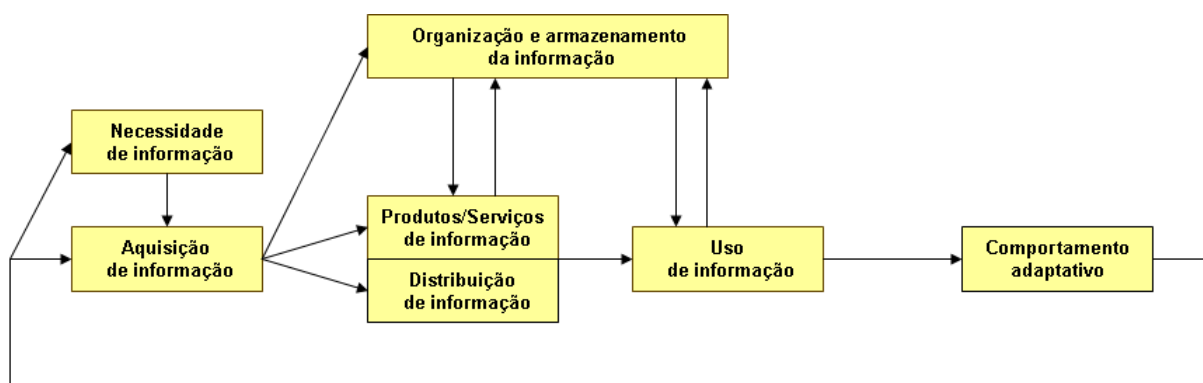 Organização e armazenamento
da informação
Necessidade
de informação
Produtos/Serviços
de informação
Aquisição
de informação
Distribuição
de informação
Uso
de informação
Comportamento
adaptativo